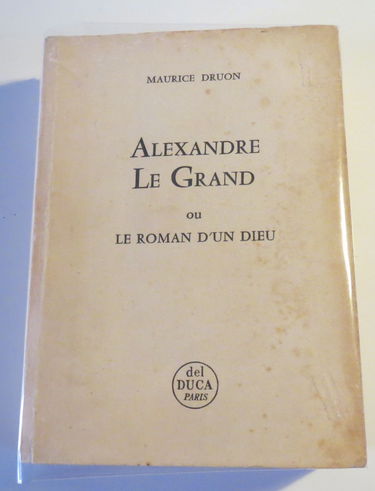 MAURICE DRUON
ALEXANDRE
LE GRAND
ou
LE ROMAN D'UN DIEU
del
DUCA
PARIS